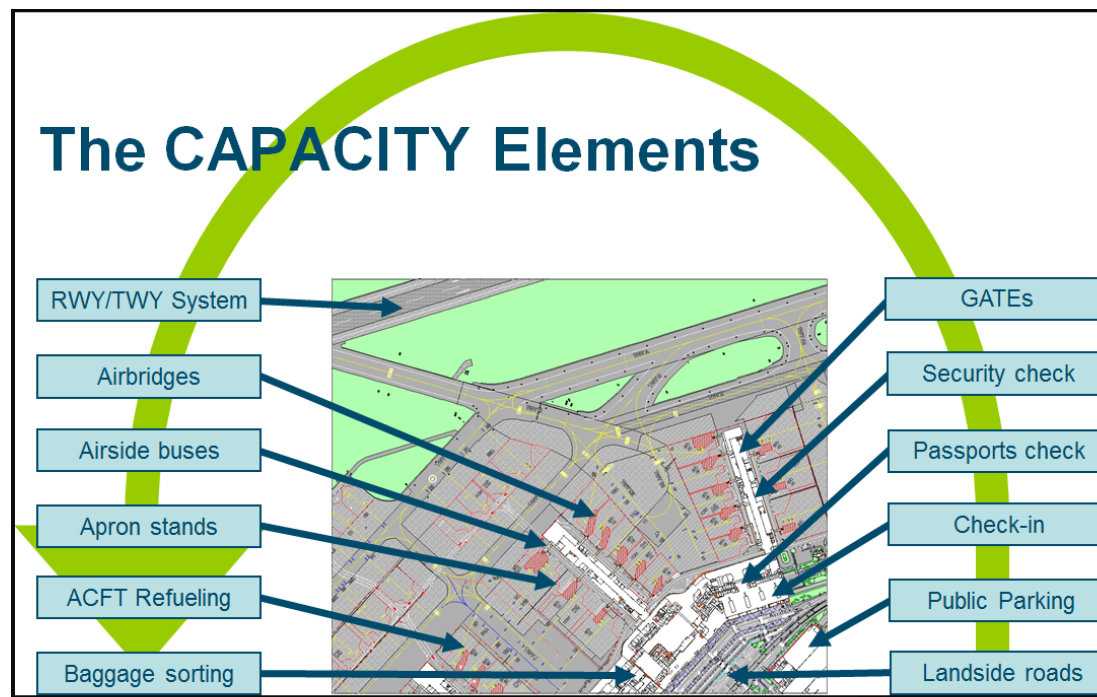 The CAPACITY Elements
RWY/TWY System
Airbridges
Airside buses
Apron stands
ACFT Refueling
Baggage sorting
GATEs
Security check
Passports check
Check-in
Public Parking
Landside roads